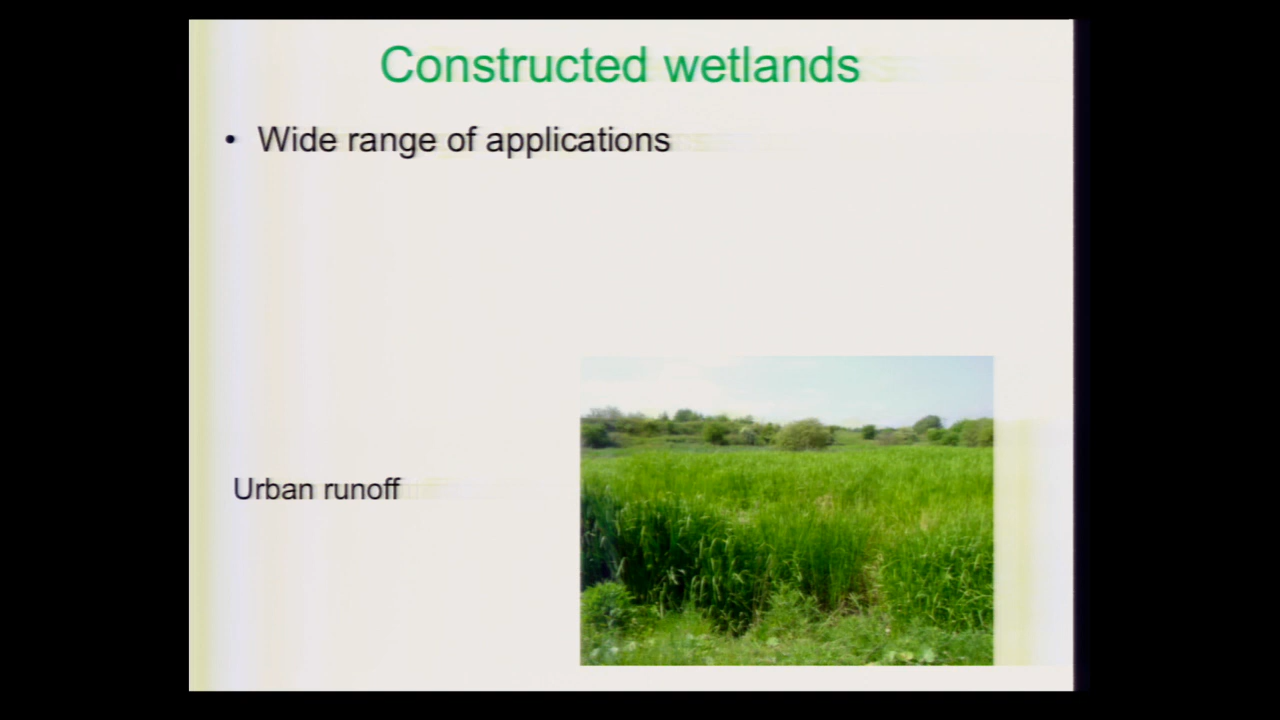 Constructed wetlands
• Wide range of applications
Urban runoff